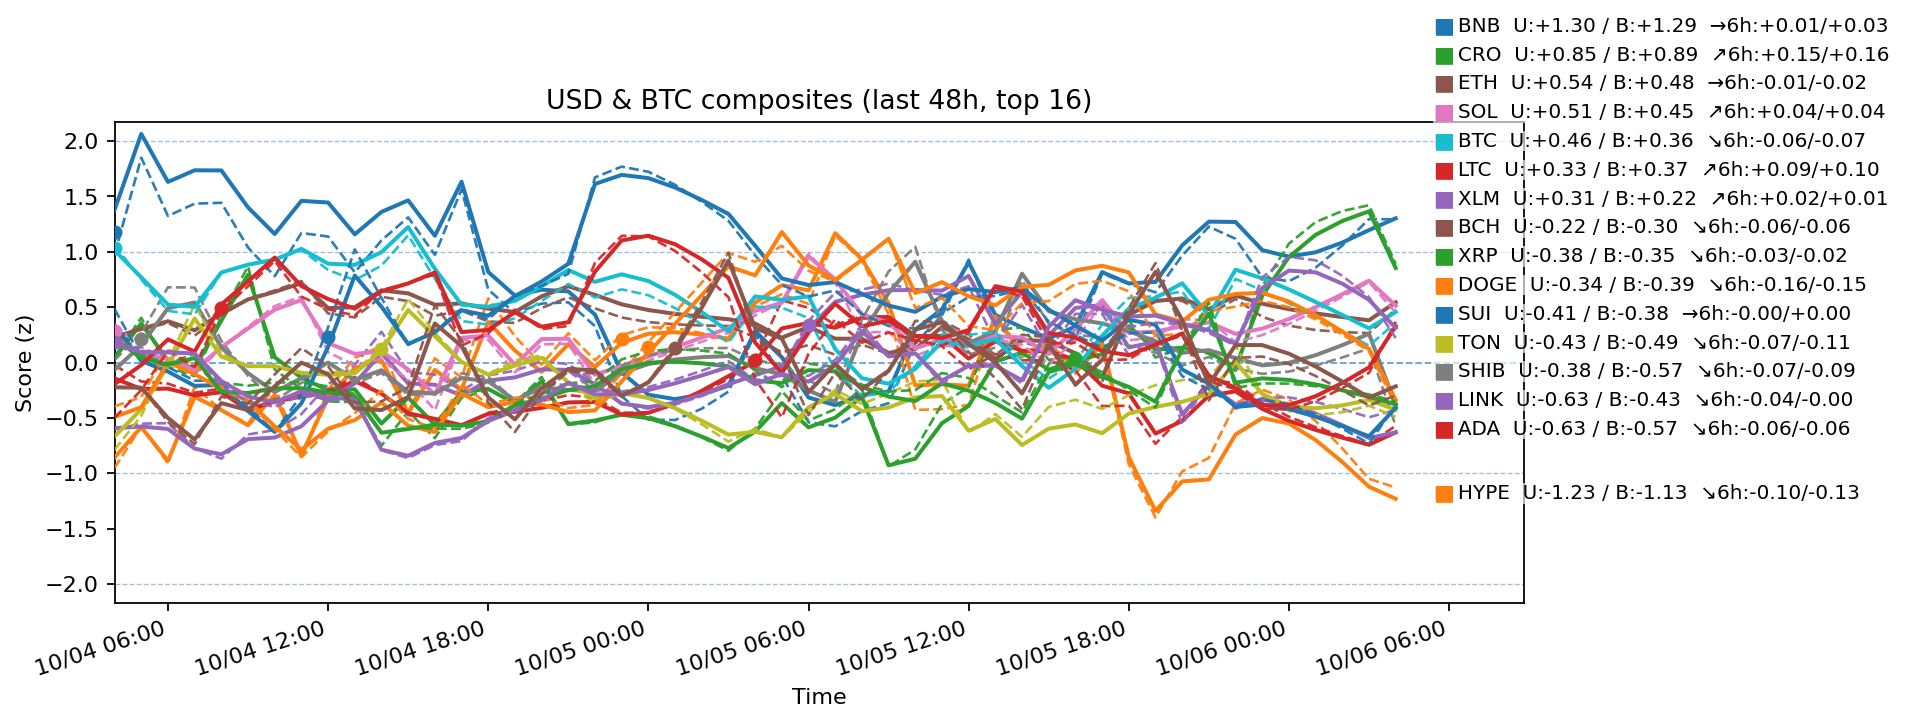 BNB  U:+1.30 / B:+1.29  →6h:+0.01/+0.03
CRO  U:+0.85 / B:+0.89  ↗6h:+0.15/+0.16
ETH  U:+0.54 / B:+0.48  →6h:-0.01/-0.02
SOL  U:+0.51 / B:+0.45  ↗6h:+0.04/+0.04
BTC  U:+0.46 / B:+0.36  ↘6h:-0.06/-0.07
LTC  U:+0.33 / B:+0.37  ↗6h:+0.09/+0.10
XLM  U:+0.31 / B:+0.22  ↗6h:+0.02/+0.01
BCH  U:-0.22 / B:-0.30  ↘6h:-0.06/-0.06
XRP  U:-0.38 / B:-0.35  ↘6h:-0.03/-0.02
DOGE  U:-0.34 / B:-0.39  ↘6h:-0.16/-0.15
SUI  U:-0.41 / B:-0.38  →6h:-0.00/+0.00
TON  U:-0.43 / B:-0.49  ↘6h:-0.07/-0.11
SHIB  U:-0.38 / B:-0.57  ↘6h:-0.07/-0.09
LINK  U:-0.63 / B:-0.43  ↘6h:-0.04/-0.00
ADA  U:-0.63 / B:-0.57  ↘6h:-0.06/-0.06
HYPE  U:-1.23 / B:-1.13  ↘6h:-0.10/-0.13
USD & BTC composites (last 48h, top 16)
Score (z)
2.0
1.5
1.0
0.5
0.0
−0.5
−1.0
−1.5
−2.0
10/04 06:00
10/04 12:00
10/04 18:00
10/05 00:00
10/05 06:00
10/05 12:00
10/05 18:00
10/06 00:00
10/06 06:00
Time